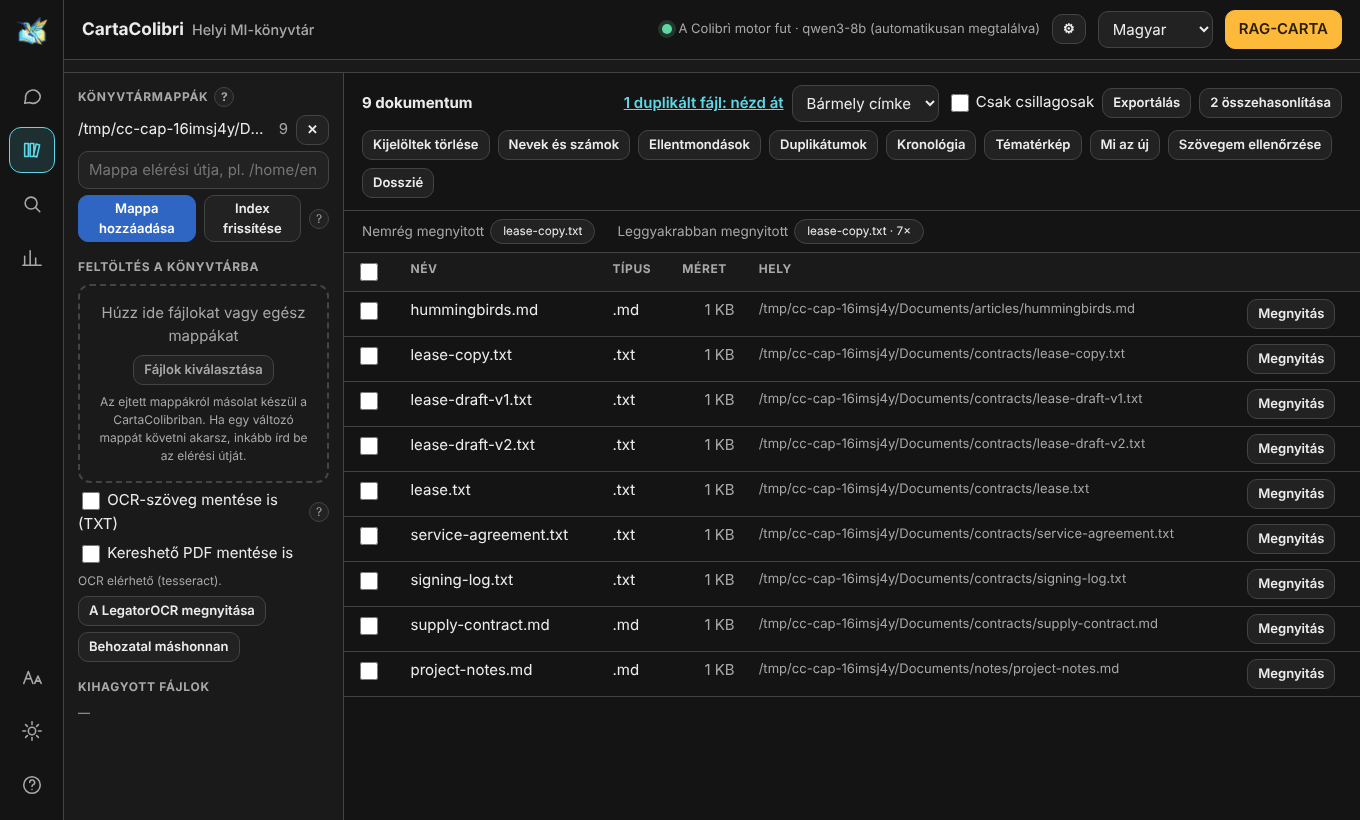 CartaColibri Helyi MI-könyvtár
A Colibrì motor fut · qwen3-8b (automatikusan megtalálva)
⚙
Magyar
RAG-CARTA
KÖNYVTÁRMAPPÁK ?
/tmp/cc-cap-16imsj4y/D... 9 ×
Mappa elérési útja, pl. /home/en
Mappa hozzáadása
Index frissítése
?
FELTÖLTÉS A KÖNYVTÁRBA
Húzz ide fájlokat vagy egész
mappákat
Fájlok kiválasztása
Az ejtett mappákról másolat készül a
CartaColibriban. Ha egy változó
mappát követni akarsz, inkább írd be
az elérési útját.
OCR-szöveg mentése is
(TXT)
?
Kereshető PDF mentése is
OCR elérhető (tesseract).
A LegatorOCR megnyitása
Behozatal máshonnan
KIHAGYOTT FÁJLOK
—
9 dokumentum
1 duplikált fájl: nézd át
Bármely címke
Csak csillagosak
Exportálás
2 összehasonlítása
Kijelöltek törlése
Nevek és számok
Ellentmondások
Duplikátumok
Kronológia
Tématérkép
Mi az új
Szövegem ellenőrzése
Dosszié
Nemrég megnyitott lease-copy.txt Leggyakrabban megnyitott lease-copy.txt · 7×
NÉV TÍPUS MÉRET HELY
hummingbirds.md .md 1 KB /tmp/cc-cap-16imsj4y/Documents/articles/hummingbirds.md Megnyitás
lease-copy.txt .txt 1 KB /tmp/cc-cap-16imsj4y/Documents/contracts/lease-copy.txt Megnyitás
lease-draft-v1.txt .txt 1 KB /tmp/cc-cap-16imsj4y/Documents/contracts/lease-draft-v1.txt Megnyitás
lease-draft-v2.txt .txt 1 KB /tmp/cc-cap-16imsj4y/Documents/contracts/lease-draft-v2.txt Megnyitás
lease.txt .txt 1 KB /tmp/cc-cap-16imsj4y/Documents/contracts/lease.txt Megnyitás
service-agreement.txt .txt 1 KB /tmp/cc-cap-16imsj4y/Documents/contracts/service-agreement.txt Megnyitás
signing-log.txt .txt 1 KB /tmp/cc-cap-16imsj4y/Documents/contracts/signing-log.txt Megnyitás
supply-contract.md .md 1 KB /tmp/cc-cap-16imsj4y/Documents/contracts/supply-contract.md Megnyitás
project-notes.md .md 1 KB /tmp/cc-cap-16imsj4y/Documents/notes/project-notes.md Megnyitás